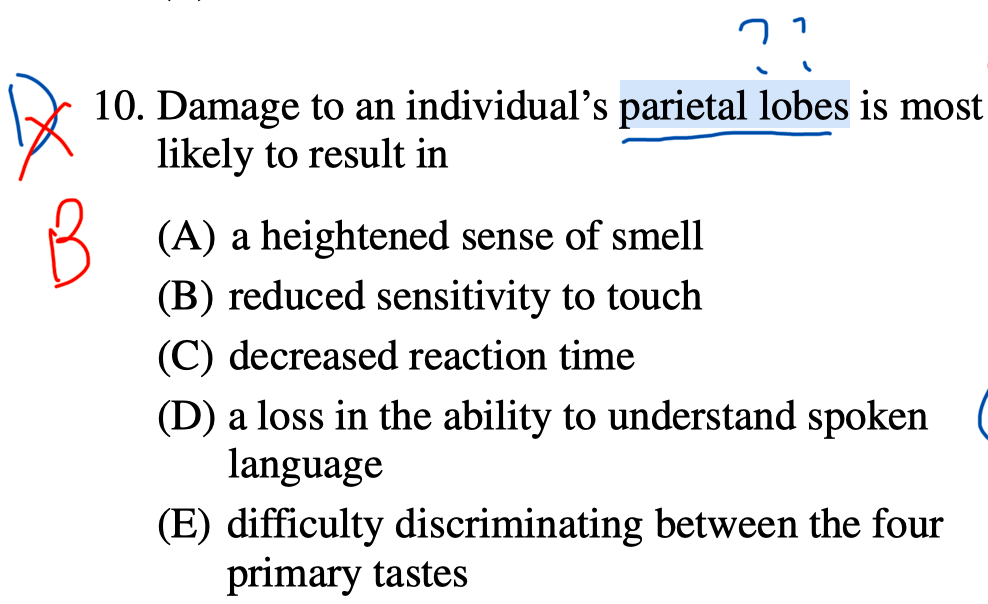 ? ?
D 10. Damage to an individual's parietal lobes is most
likely to result in
B
(A) a heightened sense of smell
(B) reduced sensitivity to touch
(C) decreased reaction time
(D) a loss in the ability to understand spoken
language
(E) difficulty discriminating between the four
primary tastes